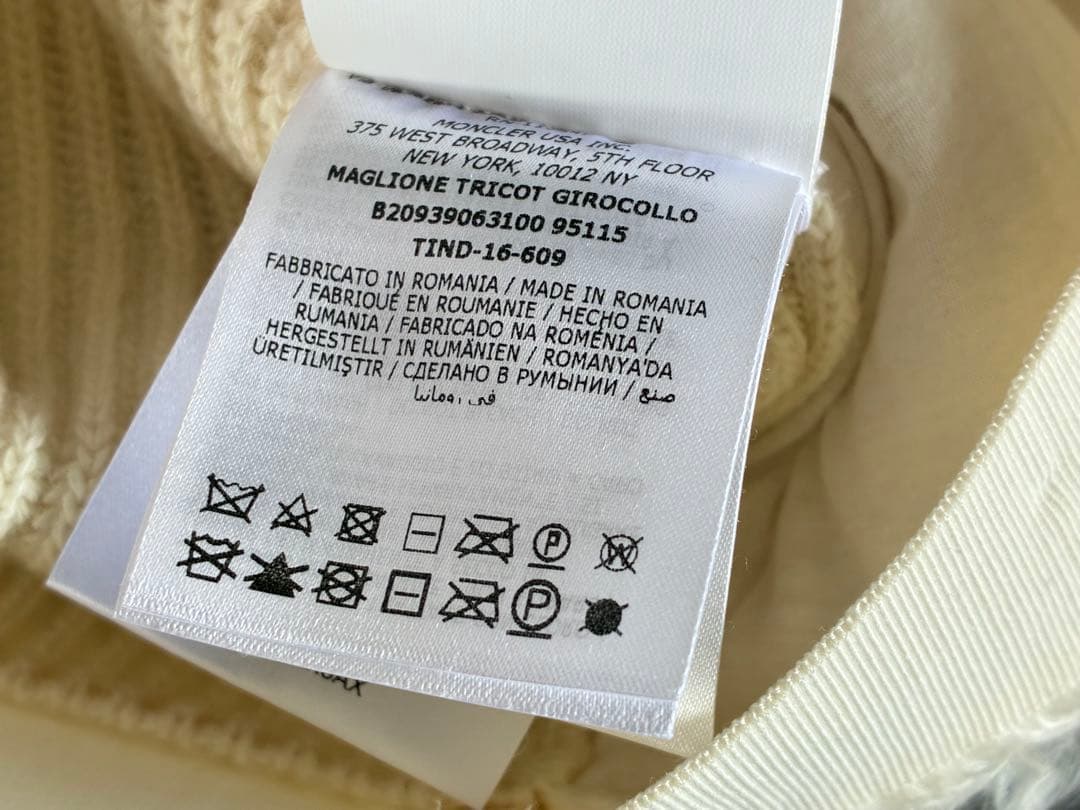 MONCLER USA INC.
375 WEST BROADWAY, 5TH FLOOR
NEW YORK, 10012 NY
MAGLIONE TRICOT GIROCOLLO
B20939063100 95115
TIND-16-609
FABBRICATO IN ROMANIA / MADE IN ROMANIA
/ FABRIQUÉ EN ROUMANIE / HECHO EN
RUMANIA / FABRICADO NA ROMÉNIA /
HERGESTELLT IN RUMÄNIEN / ROMANYA'DA
ÜRETILMIŞTIR / СДЕЛАНО В РУМЫНИИ / صنع
في رومانيا
P
W
P